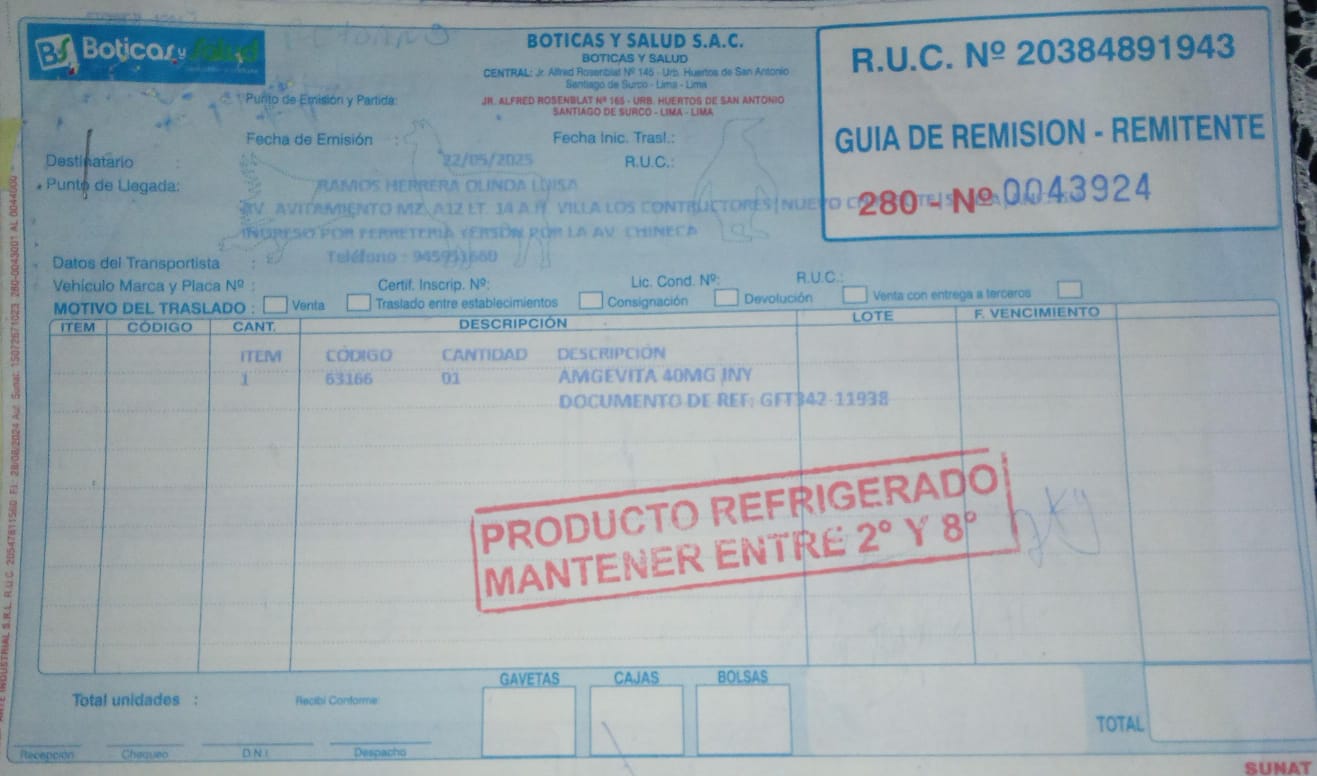 BS Boticas y Salud
BOTICAS Y SALUD S.A.C.
BOTICAS Y SALUD
CENTRAL: Jr. Alfred Rosenblat Nº 145 - Urb. Huertos de San Antonio
Santiago de Surco - Lima - Lima
Punto de Emisión y Partida:
JR. ALFRED ROSENBLAT Nº 165 - URB. HUERTOS DE SAN ANTONIO
SANTIAGO DE SURCO - LIMA - LIMA
R.U.C. Nº 20384891943
GUIA DE REMISION - REMITENTE
280 - Nº 0043924
Fecha de Emisión :
Fecha Inic. Trasl.:
22/05/2025
Destinatario :
R.U.C.:
Punto de Llegada:
RAMOS HERRERA OLINDA LUISA
AV. AVITAMIENTO MZ. A12 LT. 14 A.H. VILLA LOS CONTRUCTORES| NUEVO
INGRESO POR FERRETERIA YERSON POR LA AV. CHINECA
Datos del Transportista :
Teléfono :
Vehículo Marca y Placa Nº :
Certif. Inscrip. Nº:
Lic. Cond. Nº:
R.U.C.:
MOTIVO DEL TRASLADO : Venta Traslado entre establecimientos Consignación Devolución Venta con entrega a terceros
ITEM CÓDIGO CANT. DESCRIPCIÓN LOTE F. VENCIMIENTO
ITEM CÓDIGO CANTIDAD DESCRIPCIÓN
1 63166 01 AMGEVITA 40MG INY
DOCUMENTO DE REF: GFT342-11938
PRODUCTO REFRIGERADO
MANTENER ENTRE 2° Y 8°
GAVETAS CAJAS BOLSAS
Total unidades :
Recibí Conforme:
TOTAL
Recepción Chequeo D.N.I. Despacho
SUNAT